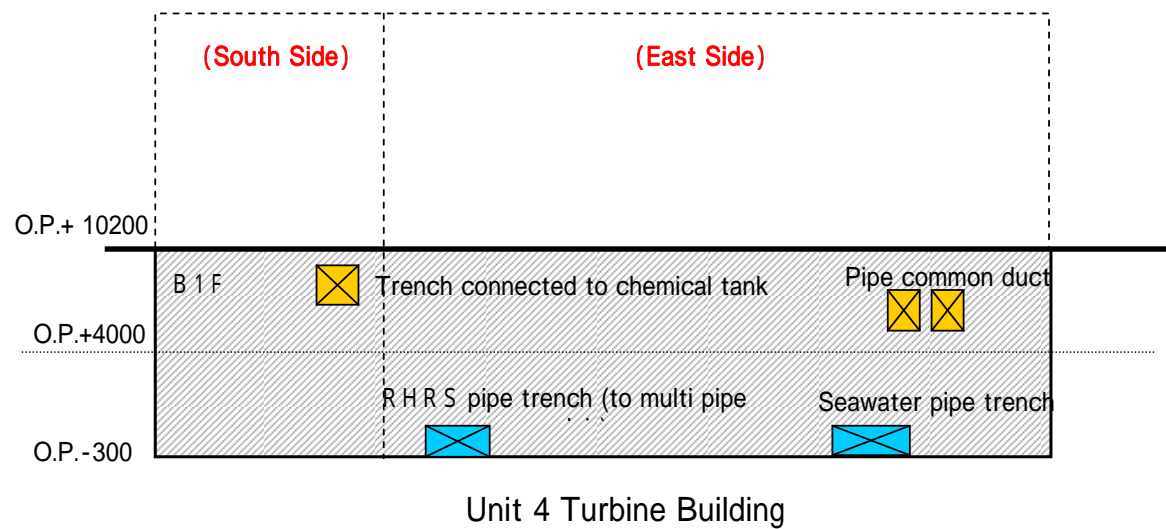 (South Side)
(East Side)
O.P.+ 10200
B1F
Trench connected to chemical tank
Pipe common duct
O.P.+4000
RHRS pipe trench (to multi pipe
Seawater pipe trench
O.P.-300
Unit 4 Turbine Building